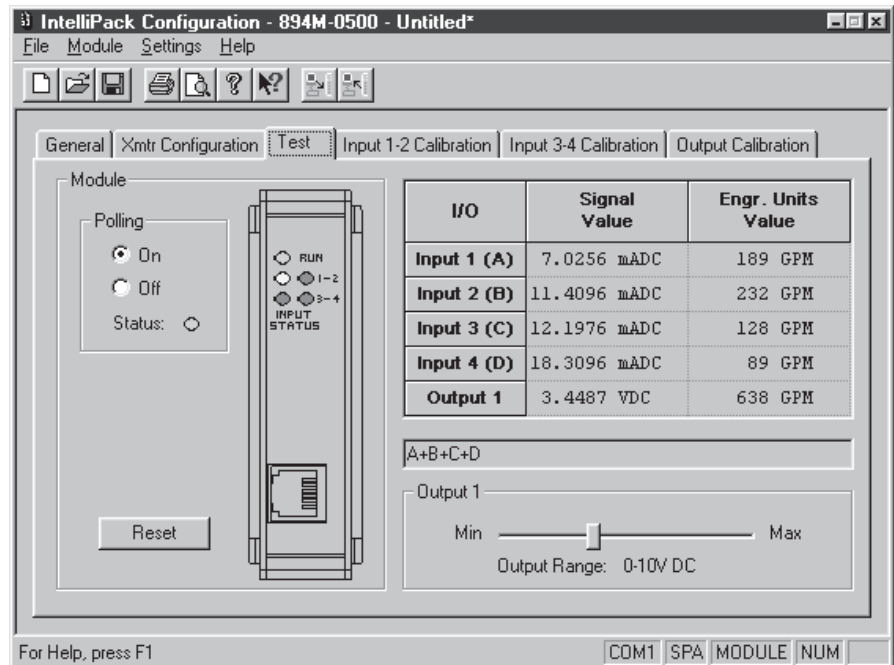 IntelliPack Configuration - 894M-0500 - Untitled*
File Module Settings Help
General Xmtr Configuration Test Input 1-2 Calibration Input 3-4 Calibration Output Calibration
Module
Polling
On
Off
Status:
RUN
1-2
3-4
INPUT
STATUS
Reset
I/O Signal Value Engr. Units Value
Input 1 (A) 7.0256 mADC 189 GPM
Input 2 (B) 11.4096 mADC 232 GPM
Input 3 (C) 12.1976 mADC 128 GPM
Input 4 (D) 18.3096 mADC 89 GPM
Output 1 3.4487 VDC 638 GPM
A+B+C+D
Output 1
Min Max
Output Range: 0-10V DC
For Help, press F1 COM1 SPA MODULE NUM